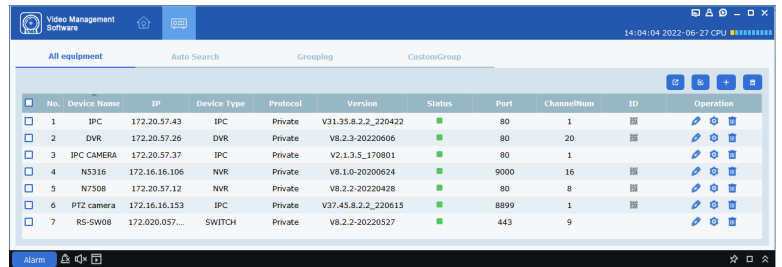 Video Management
Software
14:04:04 2022-06-27 CPU
All equipment Auto Search Grouping CustomGroup
No. Device Name IP Device Type Protocol Version Status Port ChannelNum ID Operation
1 IPC 172.20.57.43 IPC Private V31.35.8.2.2_220422 80 1
2 DVR 172.20.57.26 DVR Private V8.2.3-20220606 80 20
3 IPC CAMERA 172.20.57.37 IPC Private V2.1.3.5_170801 80 1
4 N5316 172.16.16.106 NVR Private V8.1.0-20200624 9000 16
5 N7508 172.20.57.12 NVR Private V8.2.2-20220428 80 8
6 PTZ camera 172.16.16.153 IPC Private V37.45.8.2.2_220615 8899 1
7 RS-SW08 172.020.057.... SWITCH Private V8.2.2-20220527 443 9
Alarm